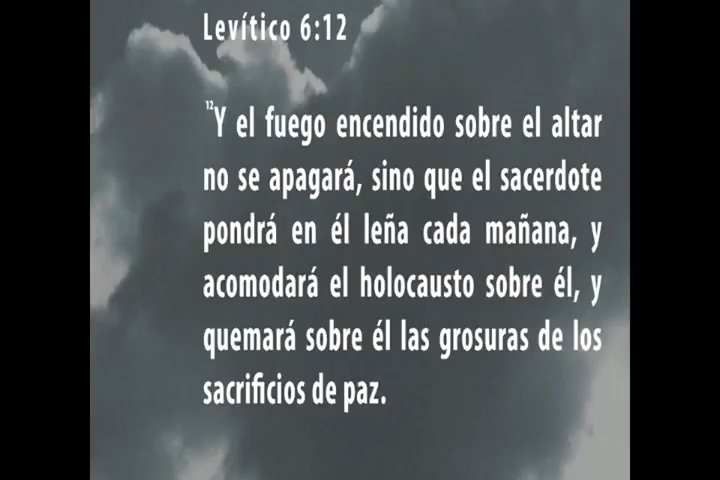 Levítico 6:12
12Y el fuego encendido sobre el altar
no se apagará, sino que el sacerdote
pondrá en él leña cada mañana, y
acomodará el holocausto sobre él, y
quemará sobre él las grosuras de los
sacrificios de paz.